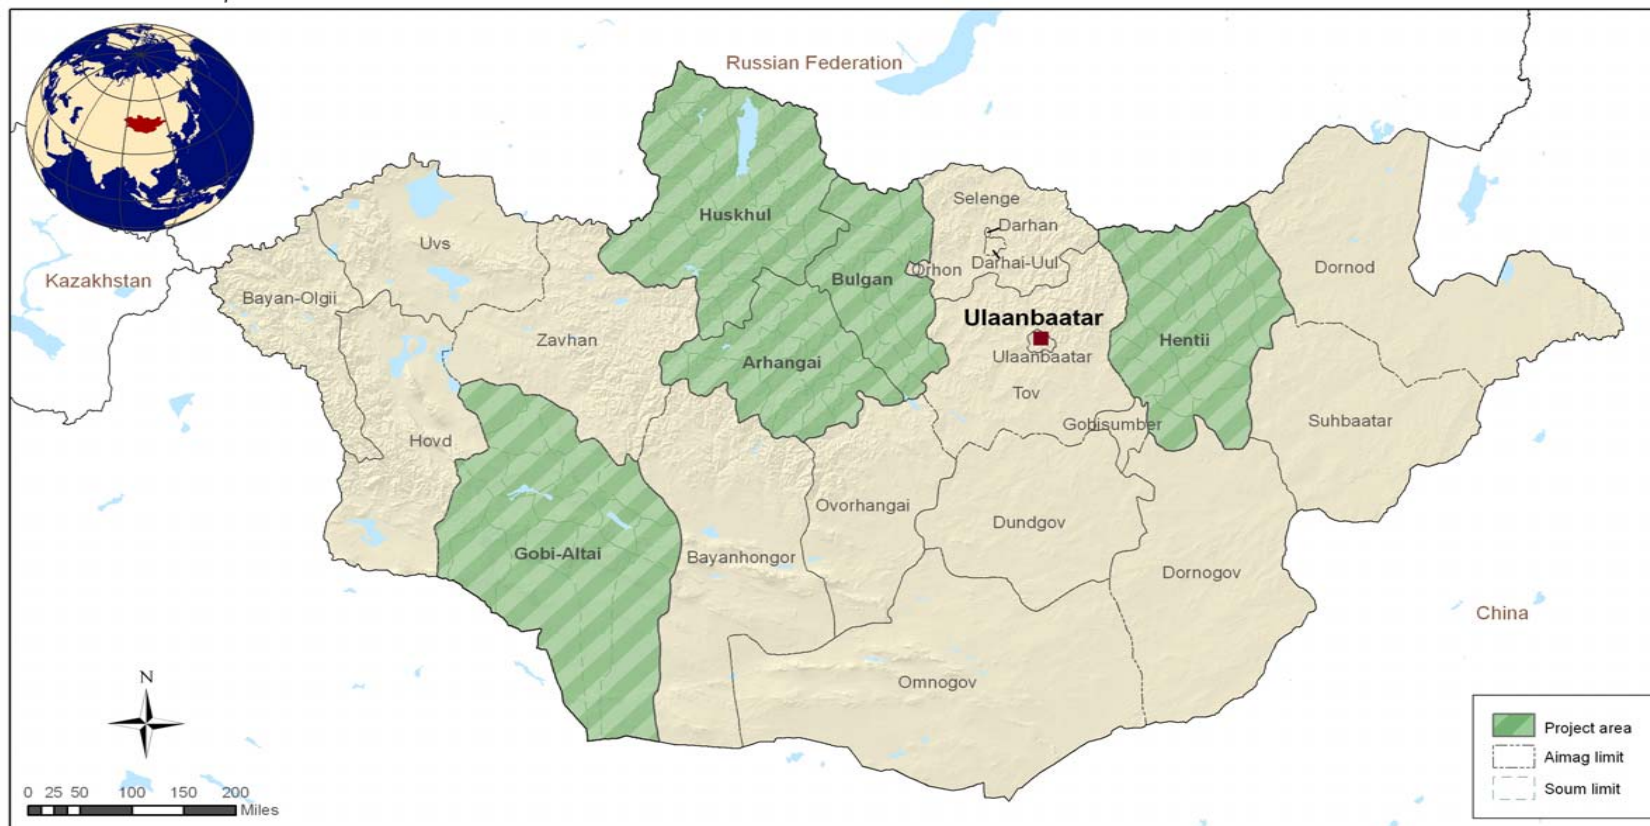 Russian Federation
Kazakhstan
Selenge
Darhan
Huskhul
Uvs
Darhai-Uul
Orhon
Dornod
Bulgan
Bayan-Olgii
Ulaanbaatar
Zavhan
Hentii
Ulaanbaatar
Arhangai
Tov
Gobisumber
Suhbaatar
Hovd
Ovorhangai
Dundgov
Gobi-Altai
Bayanhongor
Dornogov
China
Omnogov
N
Project area
Aimag limit
Soum limit
0 25 50 100 150 200
Miles